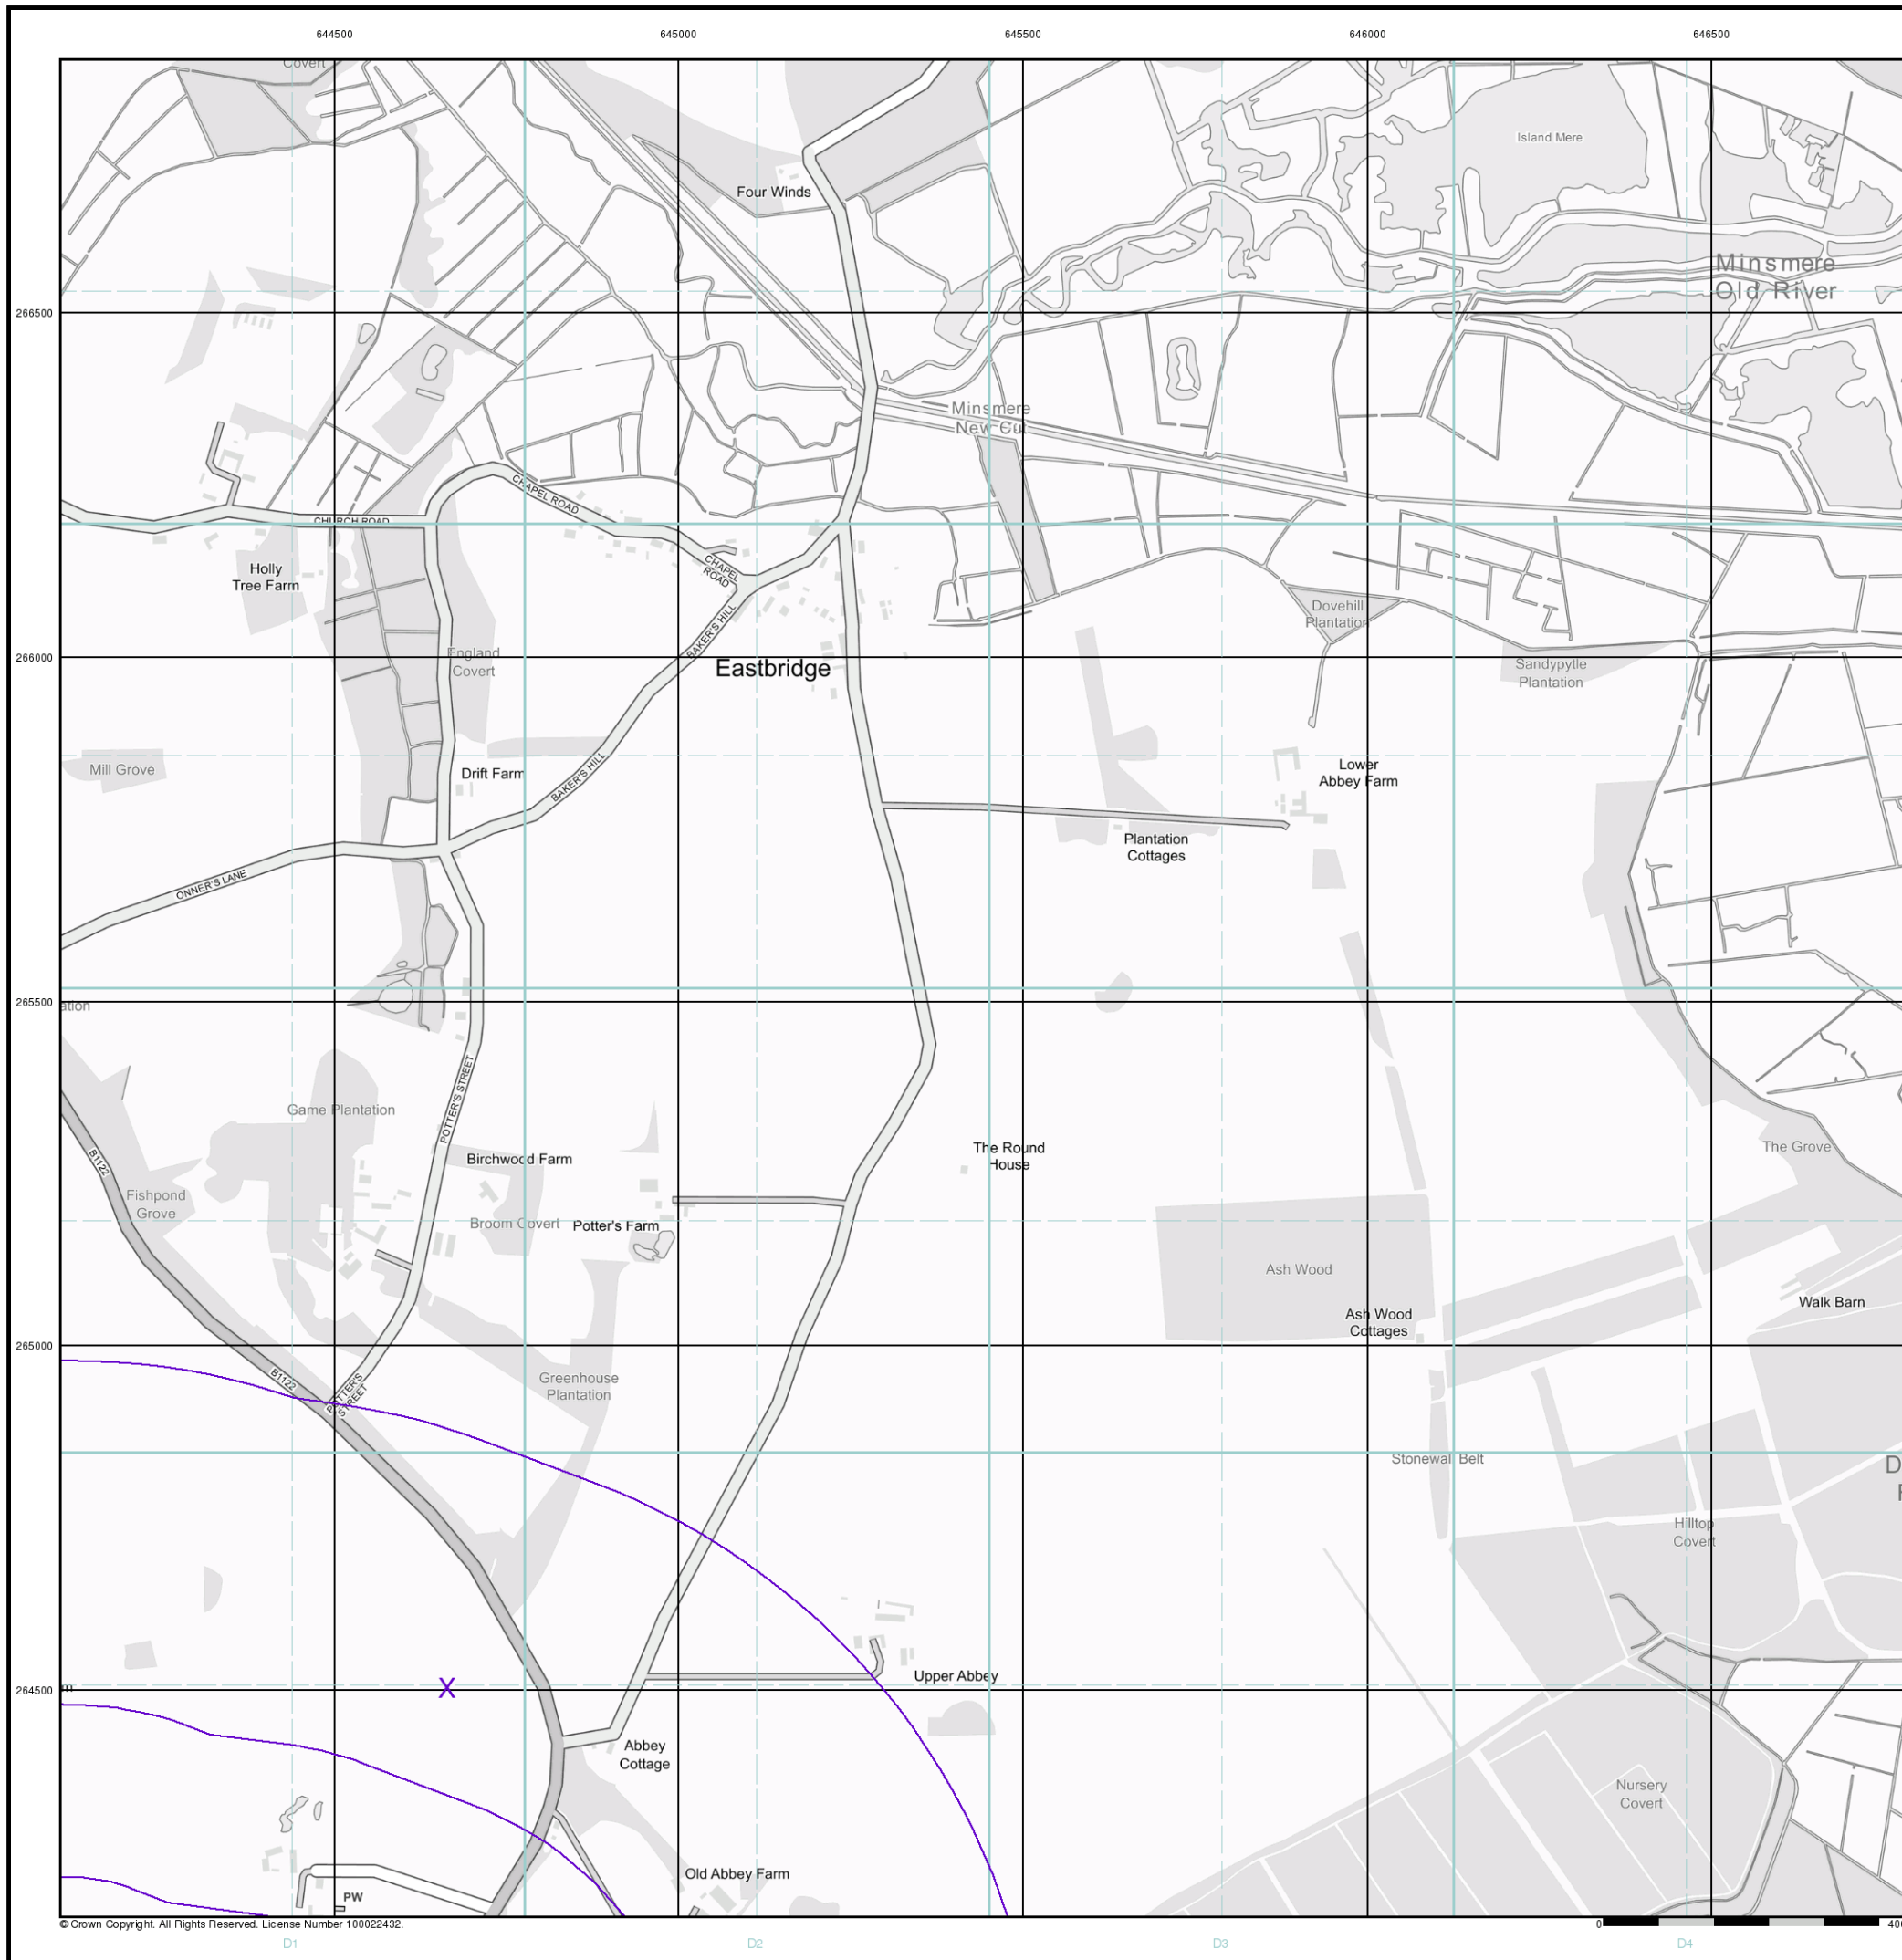 644500 645000 645500 646000 646500
Covert
Island Mere
Four Winds
Minsmere
Old River
266500
Minsmere
New Cut
CHAPEL ROAD
CHURCH ROAD
CHAPEL
ROAD
Holly
Tree Farm
BAKER'S HILL
Dovehill
Plantation
England
Covert
266000
Eastbridge
Sandypytle
Plantation
Mill Grove
Drift Farm
BAKER'S HILL
Lower
Abbey Farm
Plantation
Cottages
ONNER'S LANE
265500
ation
POTTER'S STREET
Game Plantation
B1122
Birchwood Farm
The Round
House
The Grove
Fishpond
Grove
Broom Covert
Potter's Farm
Ash Wood
Walk Barn
Ash Wood
Cottages
265000
B1122
POTTER'S
STREET
Greenhouse
Plantation
Stonewall Belt
D
Hilltop
Covert
Upper Abbey
264500
m
X
Abbey
Cottage
Nursery
Covert
Old Abbey Farm
PW
© Crown Copyright. All Rights Reserved. License Number 100022432.
0 40
D1 D2 D3 D4